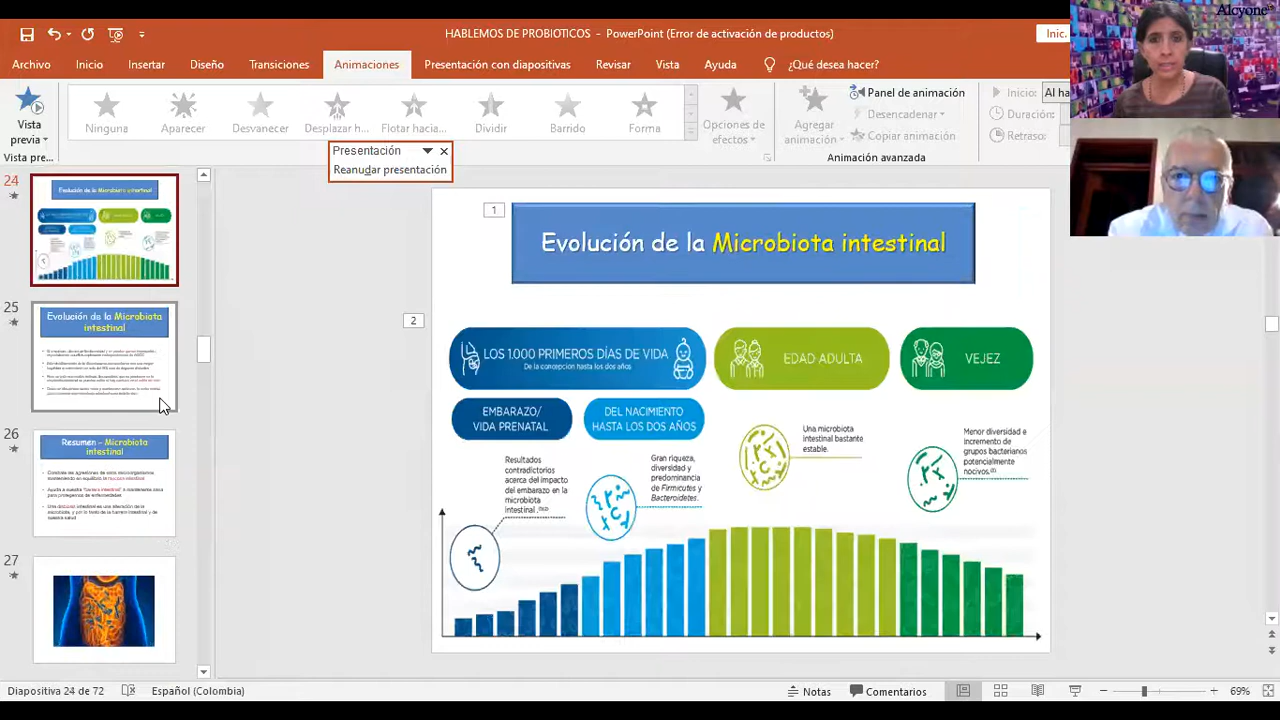 Alcyone
HABLEMOS DE PROBIOTICOS - PowerPoint (Error de activación de productos)
Inic.
Archivo
Inicio
Insertar
Diseño
Transiciones
Animaciones
Presentación con diapositivas
Revisar
Vista
Ayuda
¿Qué desea hacer?
Vista
previa
Vista pre...
Ninguna
Aparecer
Desvanecer
Desplazar h...
Flotar hacia...
Dividir
Barrido
Forma
Opciones de
efectos
Agregar
animación
Panel de animación
Desencadenar
Copiar animación
Animación avanzada
Inicio: Al ha
Duración:
Retraso:
Presentación
Reanudar presentación
24
Evolución de la Microbiota intestinal
25
Evolución de la Microbiota
intestinal
26
Resumen - Microbiota
intestinal
27
1
Evolución de la Microbiota intestinal
2
LOS 1.000 PRIMEROS DÍAS DE VIDA
De la concepción hasta los dos años
EDAD ADULTA
VEJEZ
EMBARAZO/
VIDA PRENATAL
DEL NACIMIENTO
HASTA LOS DOS AÑOS
Resultados
contradictorios
acerca del impacto
del embarazo en la
microbiota
intestinal.
Gran riqueza,
diversidad y
predominancia
de Firmicutes y
Bacteroidetes.
Una microbiota
intestinal bastante
estable.
Menor diversidad e
incremento de
grupos bacterianos
potencialmente
nocivos.
Diapositiva 24 de 72
Español (Colombia)
Notas
Comentarios
69%